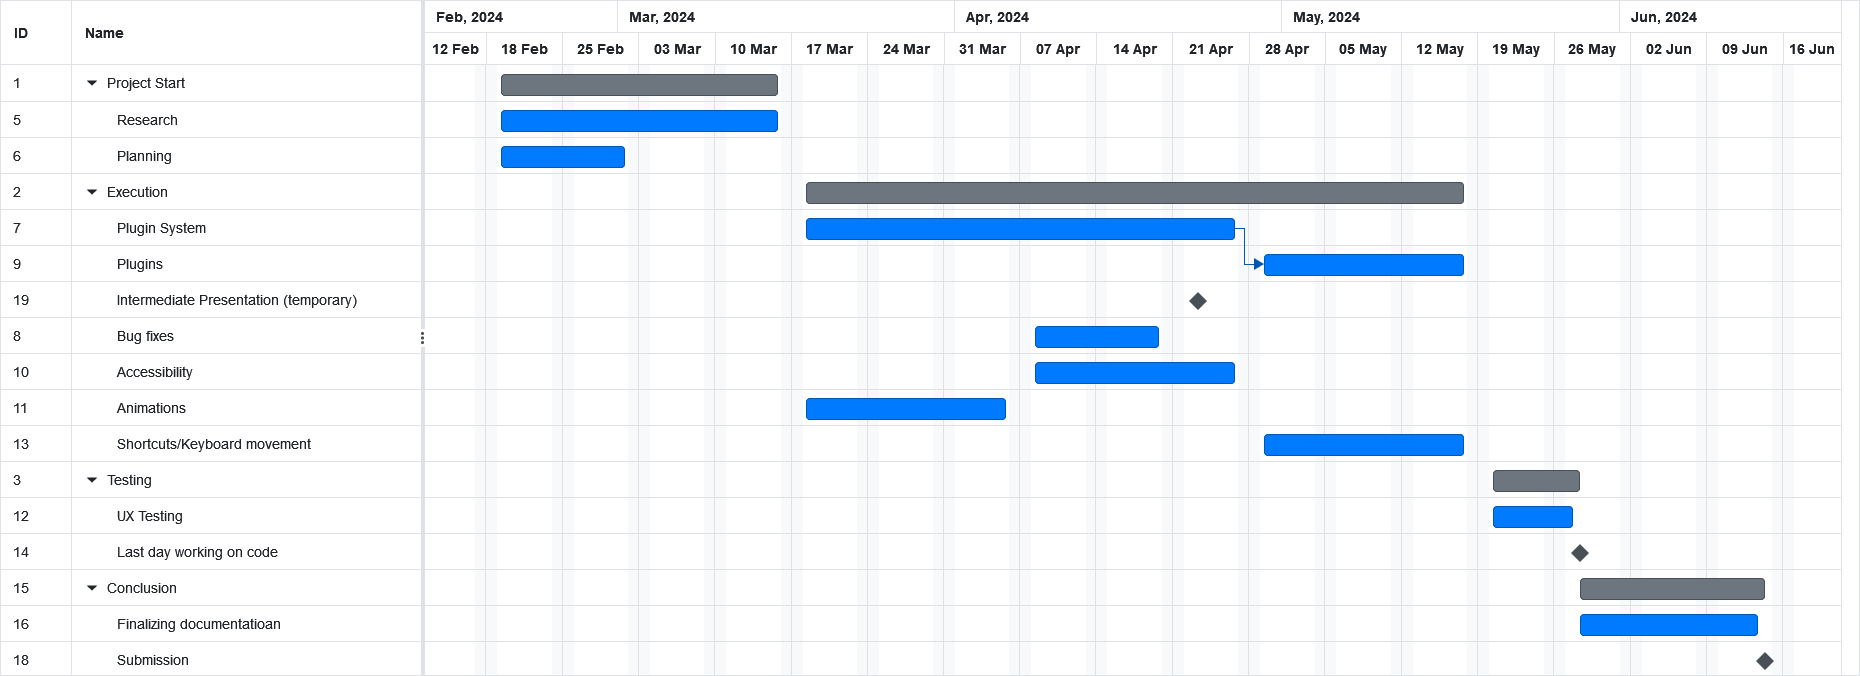 ID Name Feb, 2024 Mar, 2024 Apr, 2024 May, 2024 Jun, 2024
12 Feb 18 Feb 25 Feb 03 Mar 10 Mar 17 Mar 24 Mar 31 Mar 07 Apr 14 Apr 21 Apr 28 Apr 05 May 12 May 19 May 26 May 02 Jun 09 Jun 16 Jun
1 Project Start
5 Research
6 Planning
2 Execution
7 Plugin System
9 Plugins
19 Intermediate Presentation (temporary)
8 Bug fixes
10 Accessibility
11 Animations
13 Shortcuts/Keyboard movement
3 Testing
12 UX Testing
14 Last day working on code
15 Conclusion
16 Finalizing documentatioan
18 Submission